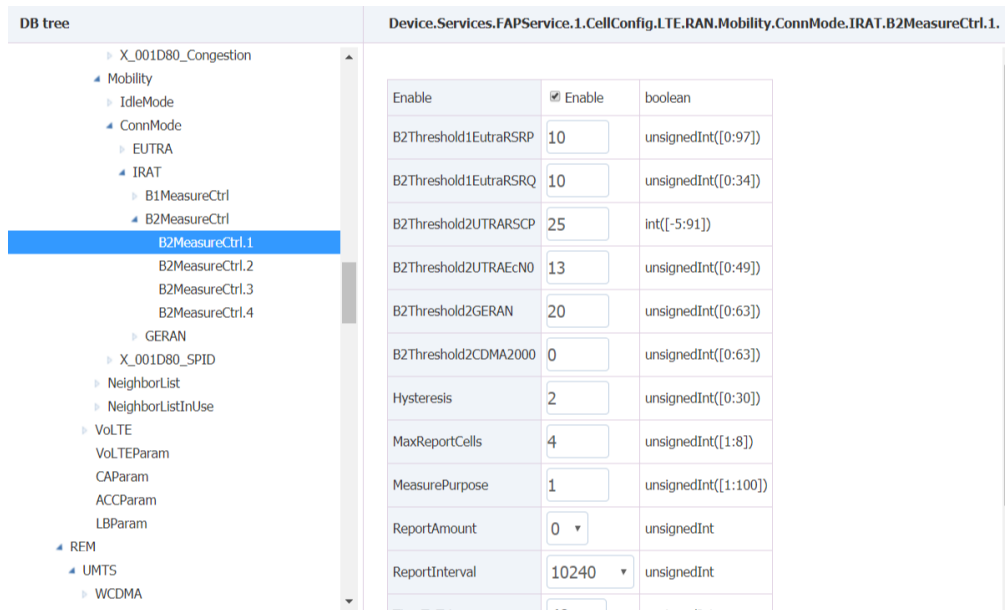 DB tree
X_001D80_Congestion
Mobility
IdleMode
ConnMode
EUTRA
IRAT
B1MeasureCtrl
B2MeasureCtrl
B2MeasureCtrl.1
B2MeasureCtrl.2
B2MeasureCtrl.3
B2MeasureCtrl.4
GERAN
X_001D80_SPID
NeighborList
NeighborListInUse
VoLTE
VoLTEParam
CAParam
ACCParam
LBParam
REM
UMTS
WCDMA
Device.Services.FAPService.1.CellConfig.LTE.RAN.Mobility.ConnMode.IRAT.B2MeasureCtrl.1.
Enable Enable boolean
B2Threshold1EutraRSRP 10 unsignedInt([0:97])
B2Threshold1EutraRSRQ 10 unsignedInt([0:34])
B2Threshold2UTRARSCP 25 int([-5:91])
B2Threshold2UTRAEcN0 13 unsignedInt([0:49])
B2Threshold2GERAN 20 unsignedInt([0:63])
B2Threshold2CDMA2000 0 unsignedInt([0:63])
Hysteresis 2 unsignedInt([0:30])
MaxReportCells 4 unsignedInt([1:8])
MeasurePurpose 1 unsignedInt([1:100])
ReportAmount 0 unsignedInt
ReportInterval 10240 unsignedInt